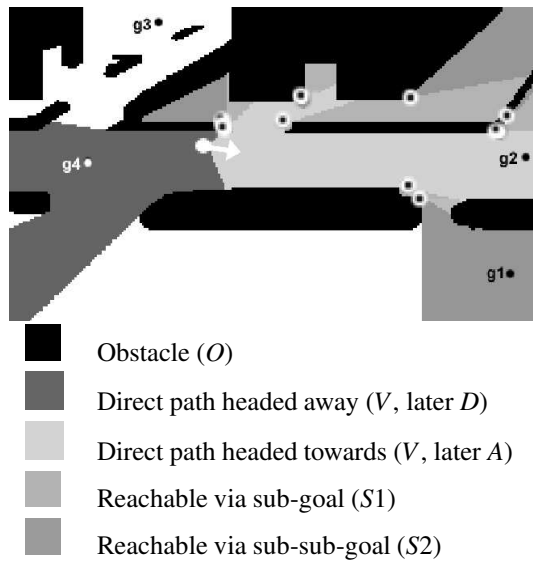 g3
g4
g2
g1
Obstacle (O)
Direct path headed away (V, later D)
Direct path headed towards (V, later A)
Reachable via sub-goal (S1)
Reachable via sub-sub-goal (S2)